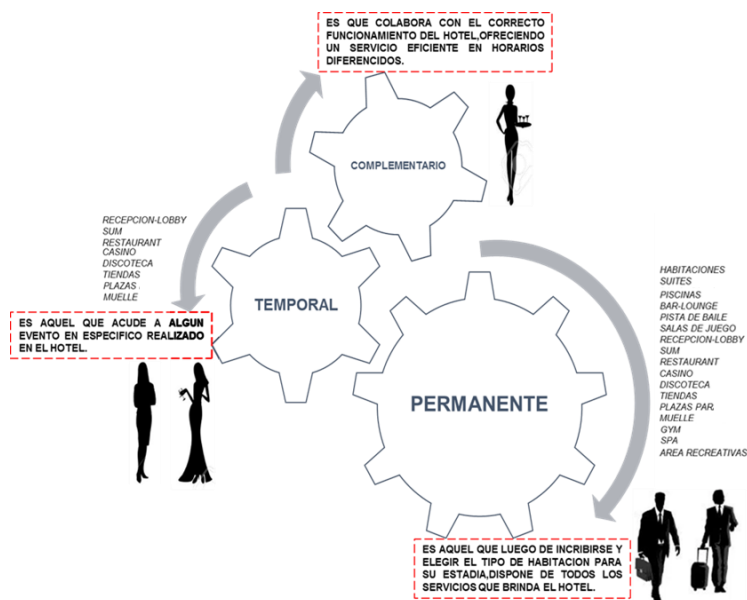 ES QUE COLABORA CON EL CORRECTO
FUNCIONAMIENTO DEL HOTEL,OFRECIENDO
UN SERVICIO EFICIENTE EN HORARIOS
DIFERENCIDOS.
COMPLEMENTARIO
RECEPCION-LOBBY
SUM
RESTAURANT
CASINO
DISCOTECA
TIENDAS
PLAZAS
MUELLE
TEMPORAL
ES AQUEL QUE ACUDE A ALGUN
EVENTO EN ESPECIFICO REALIZADO
EN EL HOTEL.
HABITACIONES
SUITES
PISCINAS
BAR-LOUNGE
PISTA DE BAILE
SALAS DE JUEGO
RECEPCION-LOBBY
SUM
RESTAURANT
CASINO
DISCOTECA
TIENDAS
PLAZAS PAR.
MUELLE
GYM
SPA
AREA RECREATIVAS
PERMANENTE
ES AQUEL QUE LUEGO DE INCRIBIRSE Y
ELEGIR EL TIPO DE HABITACION PARA
SU ESTADIA,DISPONE DE TODOS LOS
SERVICIOS QUE BRINDA EL HOTEL.